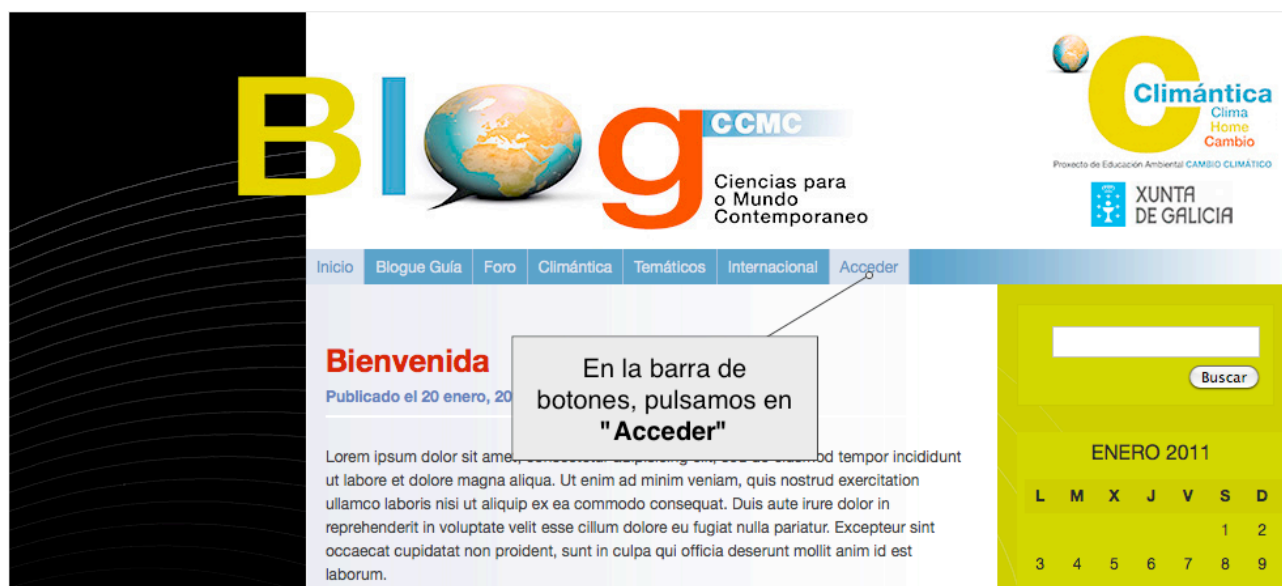 Blog
CCMC
Ciencias para
o Mundo
Contemporaneo
C
Climántica
Clima
Home
Cambio
Proxecto de Educación Ambiental CAMBIO CLIMÁTICO
XUNTA
DE GALICIA
Inicio Blogue Guía Foro Climántica Temáticos Internacional Acceder
Bienvenida
Publicado el 20 enero, 20
En la barra de
botones, pulsamos en
"Acceder"
Lorem ipsum dolor sit amet, tempor incididunt
ut labore et dolore magna aliqua. Ut enim ad minim veniam, quis nostrud exercitation
ullamco laboris nisi ut aliquip ex ea commodo consequat. Duis aute irure dolor in
reprehenderit in voluptate velit esse cillum dolore eu fugiat nulla pariatur. Excepteur sint
occaecat cupidatat non proident, sunt in culpa qui officia deserunt mollit anim id est
laborum.
Buscar
ENERO 2011
L M X J V S D
1 2
3 4 5 6 7 8 9